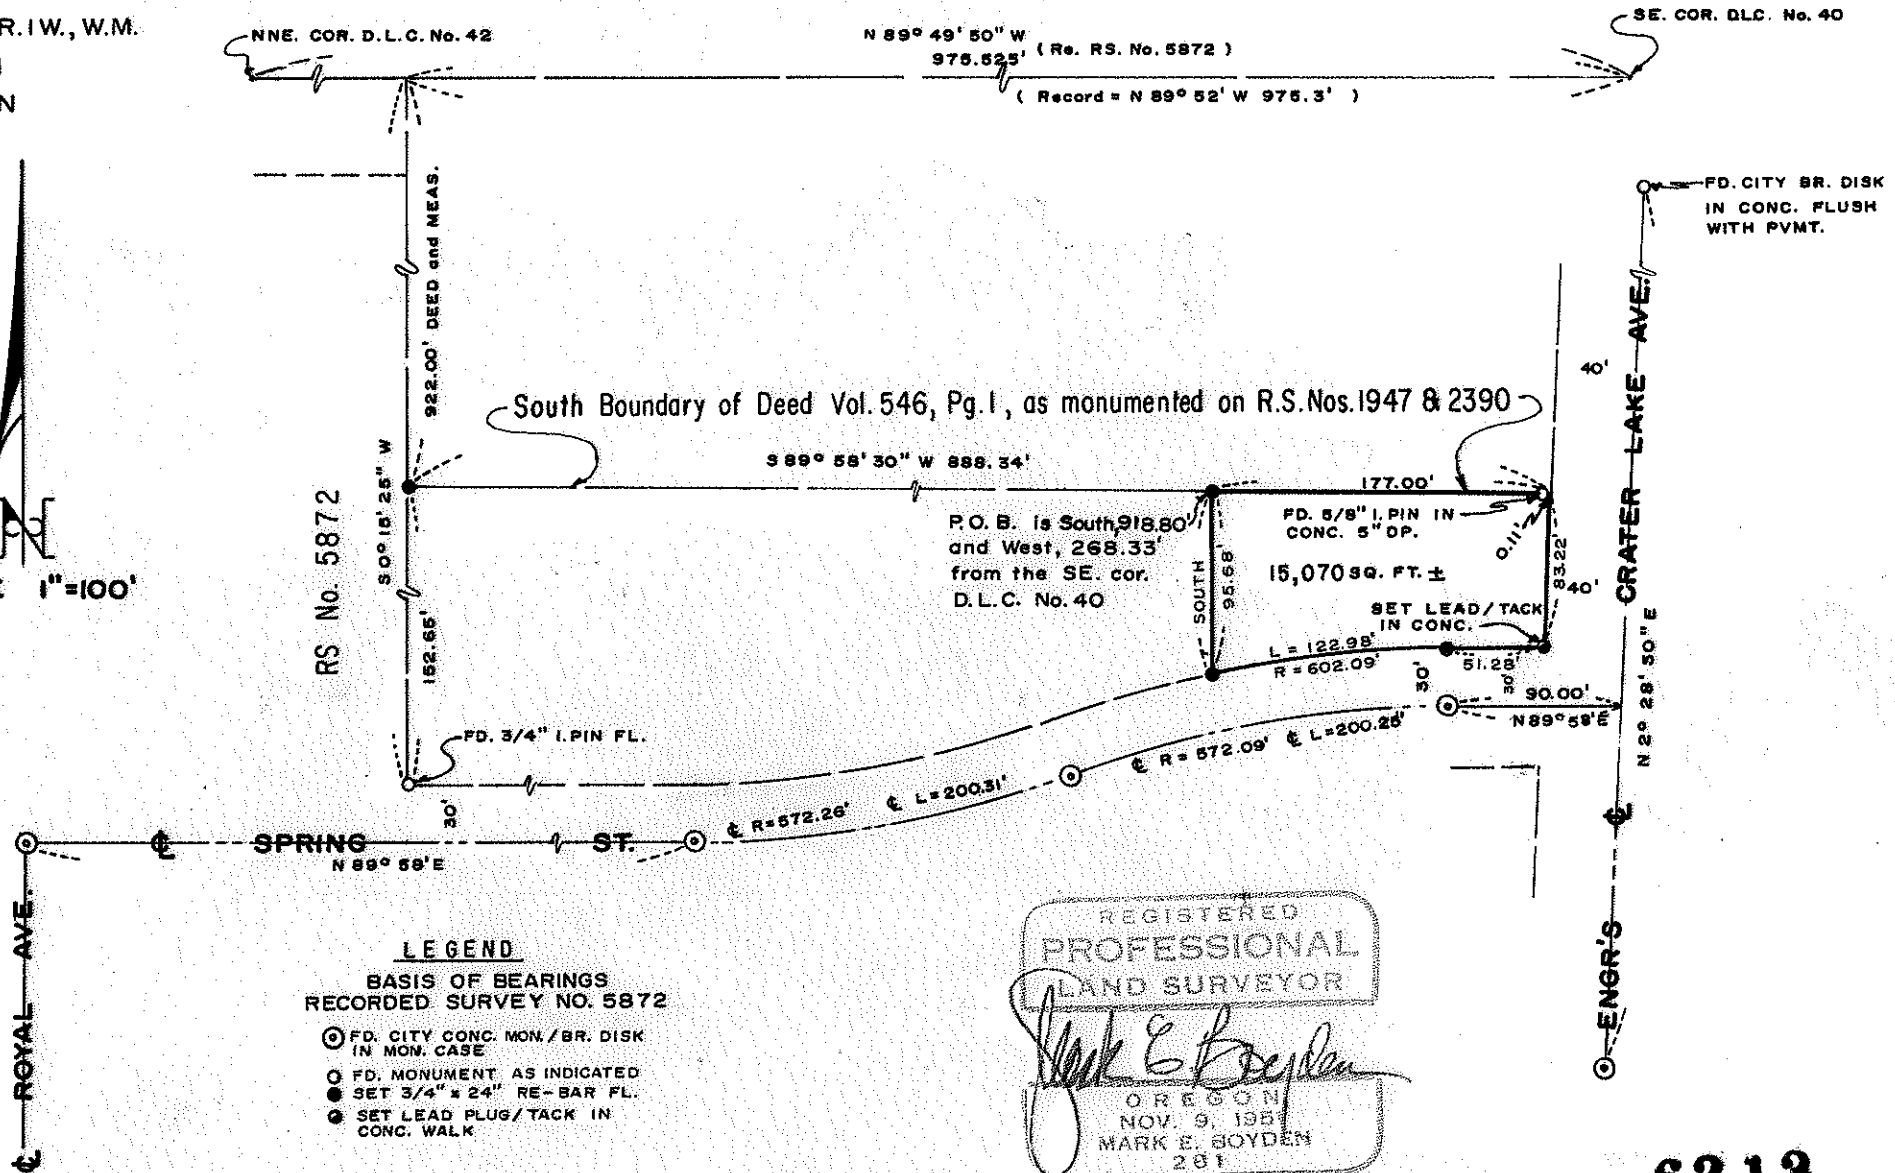 R.1W., W.M.
N
NNE. COR. D.L.C. No. 42
N 89° 49' 50" W
975.525' ( Re. RS. No. 5872 )
( Record = N 89° 52' W 975.3' )
SE. COR. DLC. No. 40
FD. CITY BR. DISK
IN CONC. FLUSH
WITH PVMT.
922.00' DEED and MEAS.
40'
CRATER LAKE AVE.
South Boundary of Deed Vol. 546, Pg. 1, as monumented on R.S. Nos. 1947 & 2390
S 89° 58' 30" W 888.34'
177.00'
P.O.B. is South, 918.80'
and West, 268.33'
from the SE. cor.
D.L.C. No. 40
FD. 5/8" I. PIN IN
CONC. 5" DP.
0.11'
15,070 SQ. FT. ±
83.22'
40'
SOUTH
95.68'
SET LEAD/TACK
IN CONC.
L = 122.98'
R = 602.09'
51.28'
30'
30'
90.00'
N 89° 58' E
N 2° 28' 50" E
RS No. 5872
S 0° 15' 25" W
152.65'
1"=100'
FD. 3/4" I. PIN FL.
30'
℄ R = 572.09' ℄ L = 200.25'
℄ R = 572.26' ℄ L = 200.31'
℄ SPRING ST.
N 89° 58' E
℄ ROYAL AVE.
℄ ENGR'S
LEGEND
BASIS OF BEARINGS
RECORDED SURVEY NO. 5872
FD. CITY CONC. MON./BR. DISK
IN MON. CASE
FD. MONUMENT AS INDICATED
SET 3/4" x 24" RE-BAR FL.
SET LEAD PLUG/TACK IN
CONC. WALK
REGISTERED
PROFESSIONAL
LAND SURVEYOR
Mark E Boyden
OREGON
NOV. 9, 195
MARK E. BOYDEN
281